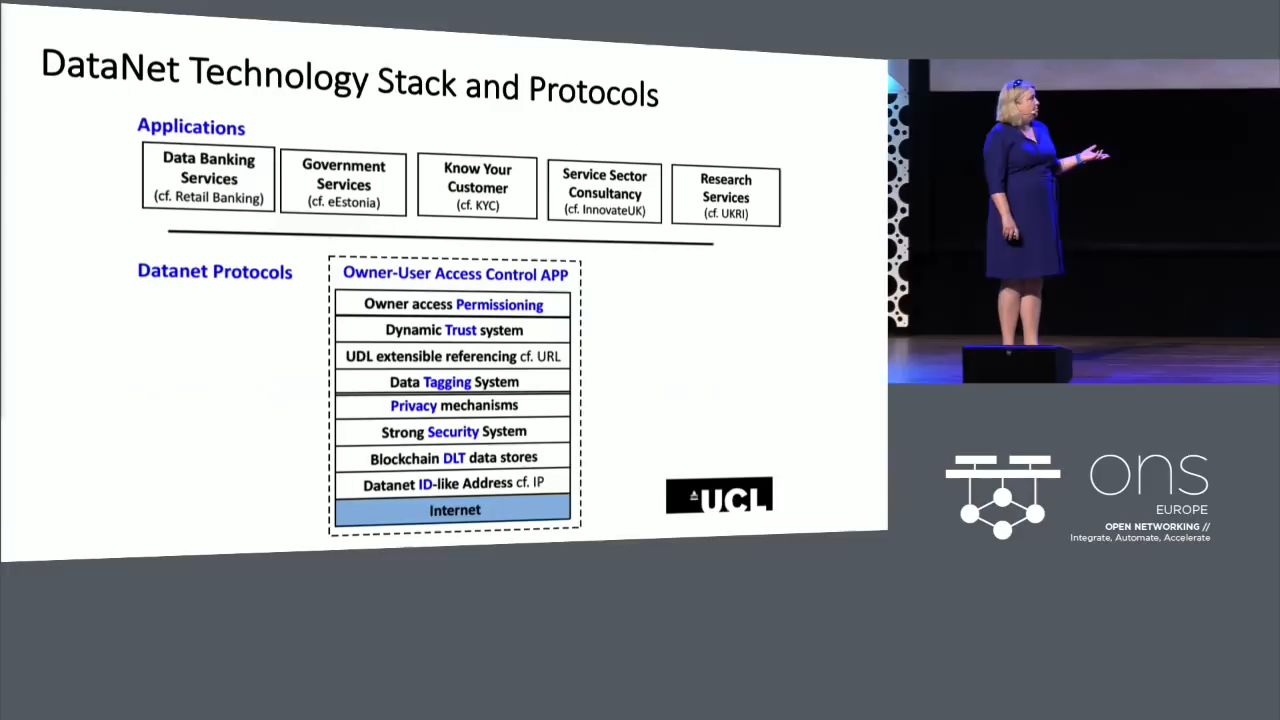 DataNet Technology Stack and Protocols
Applications
Data Banking
Services
(cf. Retail Banking)
Government
Services
(cf. eEstonia)
Know Your
Customer
(cf. KYC)
Service Sector
Consultancy
(cf. InnovateUK)
Research
Services
(cf. UKRI)
Datanet Protocols
Owner-User Access Control APP
Owner access Permissioning
Dynamic Trust system
UDL extensible referencing cf. URL
Data Tagging System
Privacy mechanisms
Strong Security System
Blockchain DLT data stores
Datanet ID-like Address cf. IP
Internet
UCL
ons
EUROPE
OPEN NETWORKING //
Integrate, Automate, Accelerate